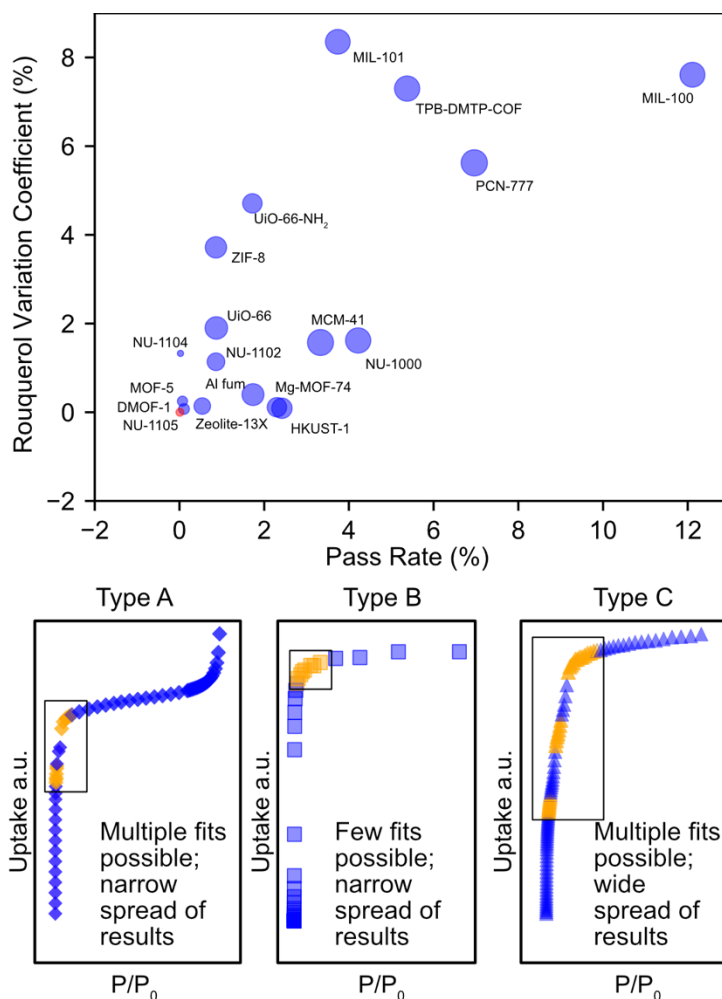 Rouquerol Variation Coefficient (%)
8
6
4
2
0
−2
MIL-101
MIL-100
TPB-DMTP-COF
PCN-777
UiO-66-NH2
ZIF-8
UiO-66
MCM-41
NU-1104
NU-1102
NU-1000
MOF-5
Al fum
Mg-MOF-74
DMOF-1
NU-1105
Zeolite-13X
HKUST-1
−2
0
2
4
6
8
10
12
Pass Rate (%)
Type A
Type B
Type C
Uptake a.u.
Multiple fits
possible;
narrow
spread of
results
P/P0
Uptake a.u.
Few fits
possible;
narrow
spread of
results
P/P0
Uptake a.u.
Multiple fits
possible;
wide
spread of
results
P/P0